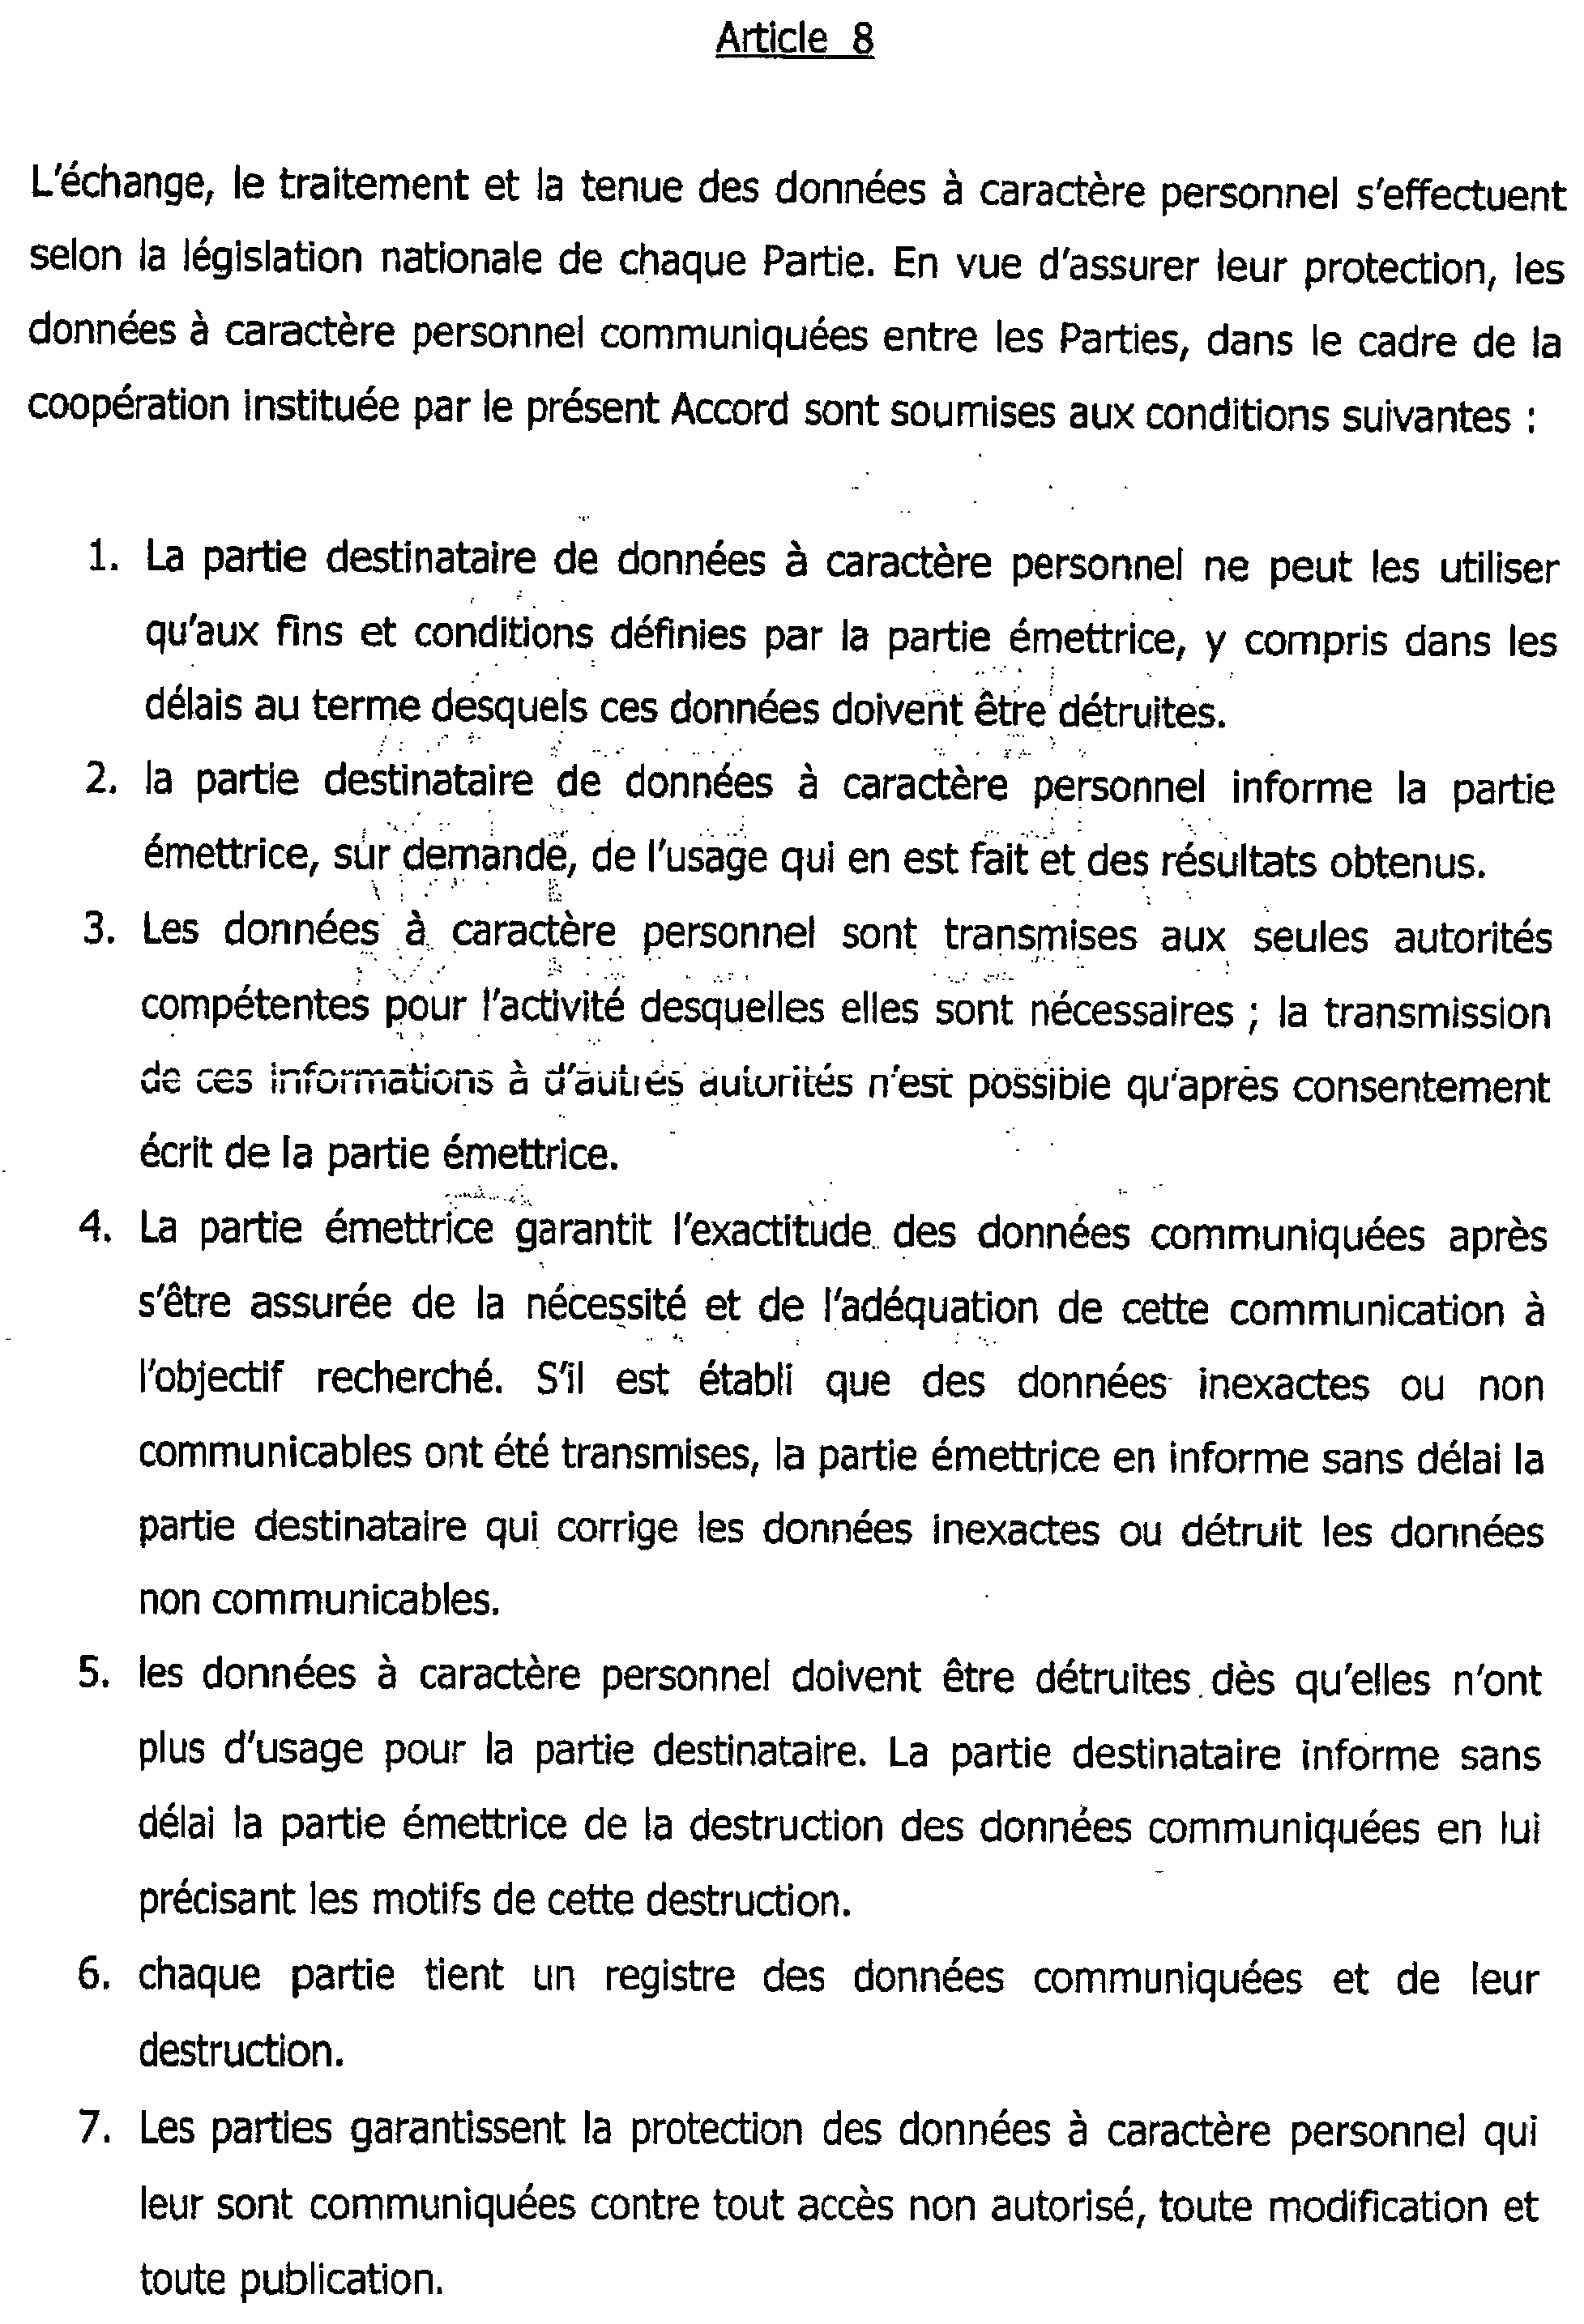 Article 8
L'échange, le traitement et la tenue des données à caractère personnel s'effectuent
selon la législation nationale de chaque Partie. En vue d'assurer leur protection, les
données à caractère personnel communiquées entre les Parties, dans le cadre de la
coopération instituée par le présent Accord sont soumises aux conditions suivantes :
1. La partie destinataire de données à caractère personnel ne peut les utiliser
qu'aux fins et conditions définies par la partie émettrice, y compris dans les
délais au terme desquels ces données doivent être détruites.
2. la partie destinataire de données à caractère personnel informe la partie
émettrice, sur demande, de l'usage qui en est fait et des résultats obtenus.
3. Les données à caractère personnel sont transmises aux seules autorités
compétentes pour l'activité desquelles elles sont nécessaires ; la transmission
de ces informations à d'autres autorités n'est possible qu'après consentement
écrit de la partie émettrice.
4. La partie émettrice garantit l'exactitude des données communiquées après
s'être assurée de la nécessité et de l'adéquation de cette communication à
l'objectif recherché. S'il est établi que des données inexactes ou non
communicables ont été transmises, la partie émettrice en informe sans délai la
partie destinataire qui corrige les données inexactes ou détruit les données
non communicables.
5. les données à caractère personnel doivent être détruites dès qu'elles n'ont
plus d'usage pour la partie destinataire. La partie destinataire informe sans
délai la partie émettrice de la destruction des données communiquées en lui
précisant les motifs de cette destruction.
6. chaque partie tient un registre des données communiquées et de leur
destruction.
7. Les parties garantissent la protection des données à caractère personnel qui
leur sont communiquées contre tout accès non autorisé, toute modification et
toute publication.